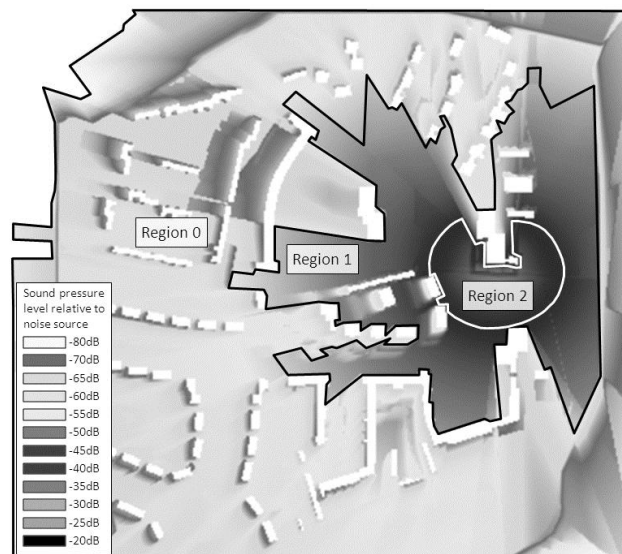 Region 0
Region 1
Region 2
Sound pressure
level relative to
noise source
-80dB
-70dB
-65dB
-60dB
-55dB
-50dB
-45dB
-40dB
-35dB
-30dB
-25dB
-20dB